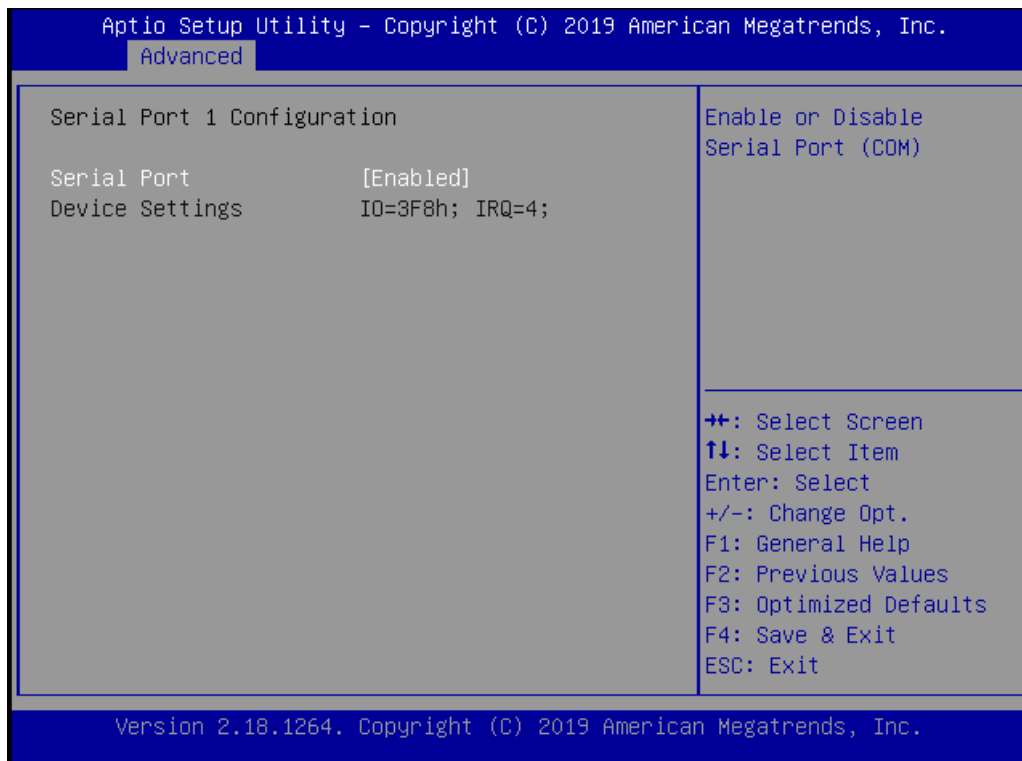 Aptio Setup Utility – Copyright (C) 2019 American Megatrends, Inc.
Advanced
Serial Port 1 Configuration
Serial Port [Enabled]
Device Settings IO=3F8h; IRQ=4;
Enable or Disable
Serial Port (COM)
→←: Select Screen
↑↓: Select Item
Enter: Select
+/-: Change Opt.
F1: General Help
F2: Previous Values
F3: Optimized Defaults
F4: Save & Exit
ESC: Exit
Version 2.18.1264. Copyright (C) 2019 American Megatrends, Inc.